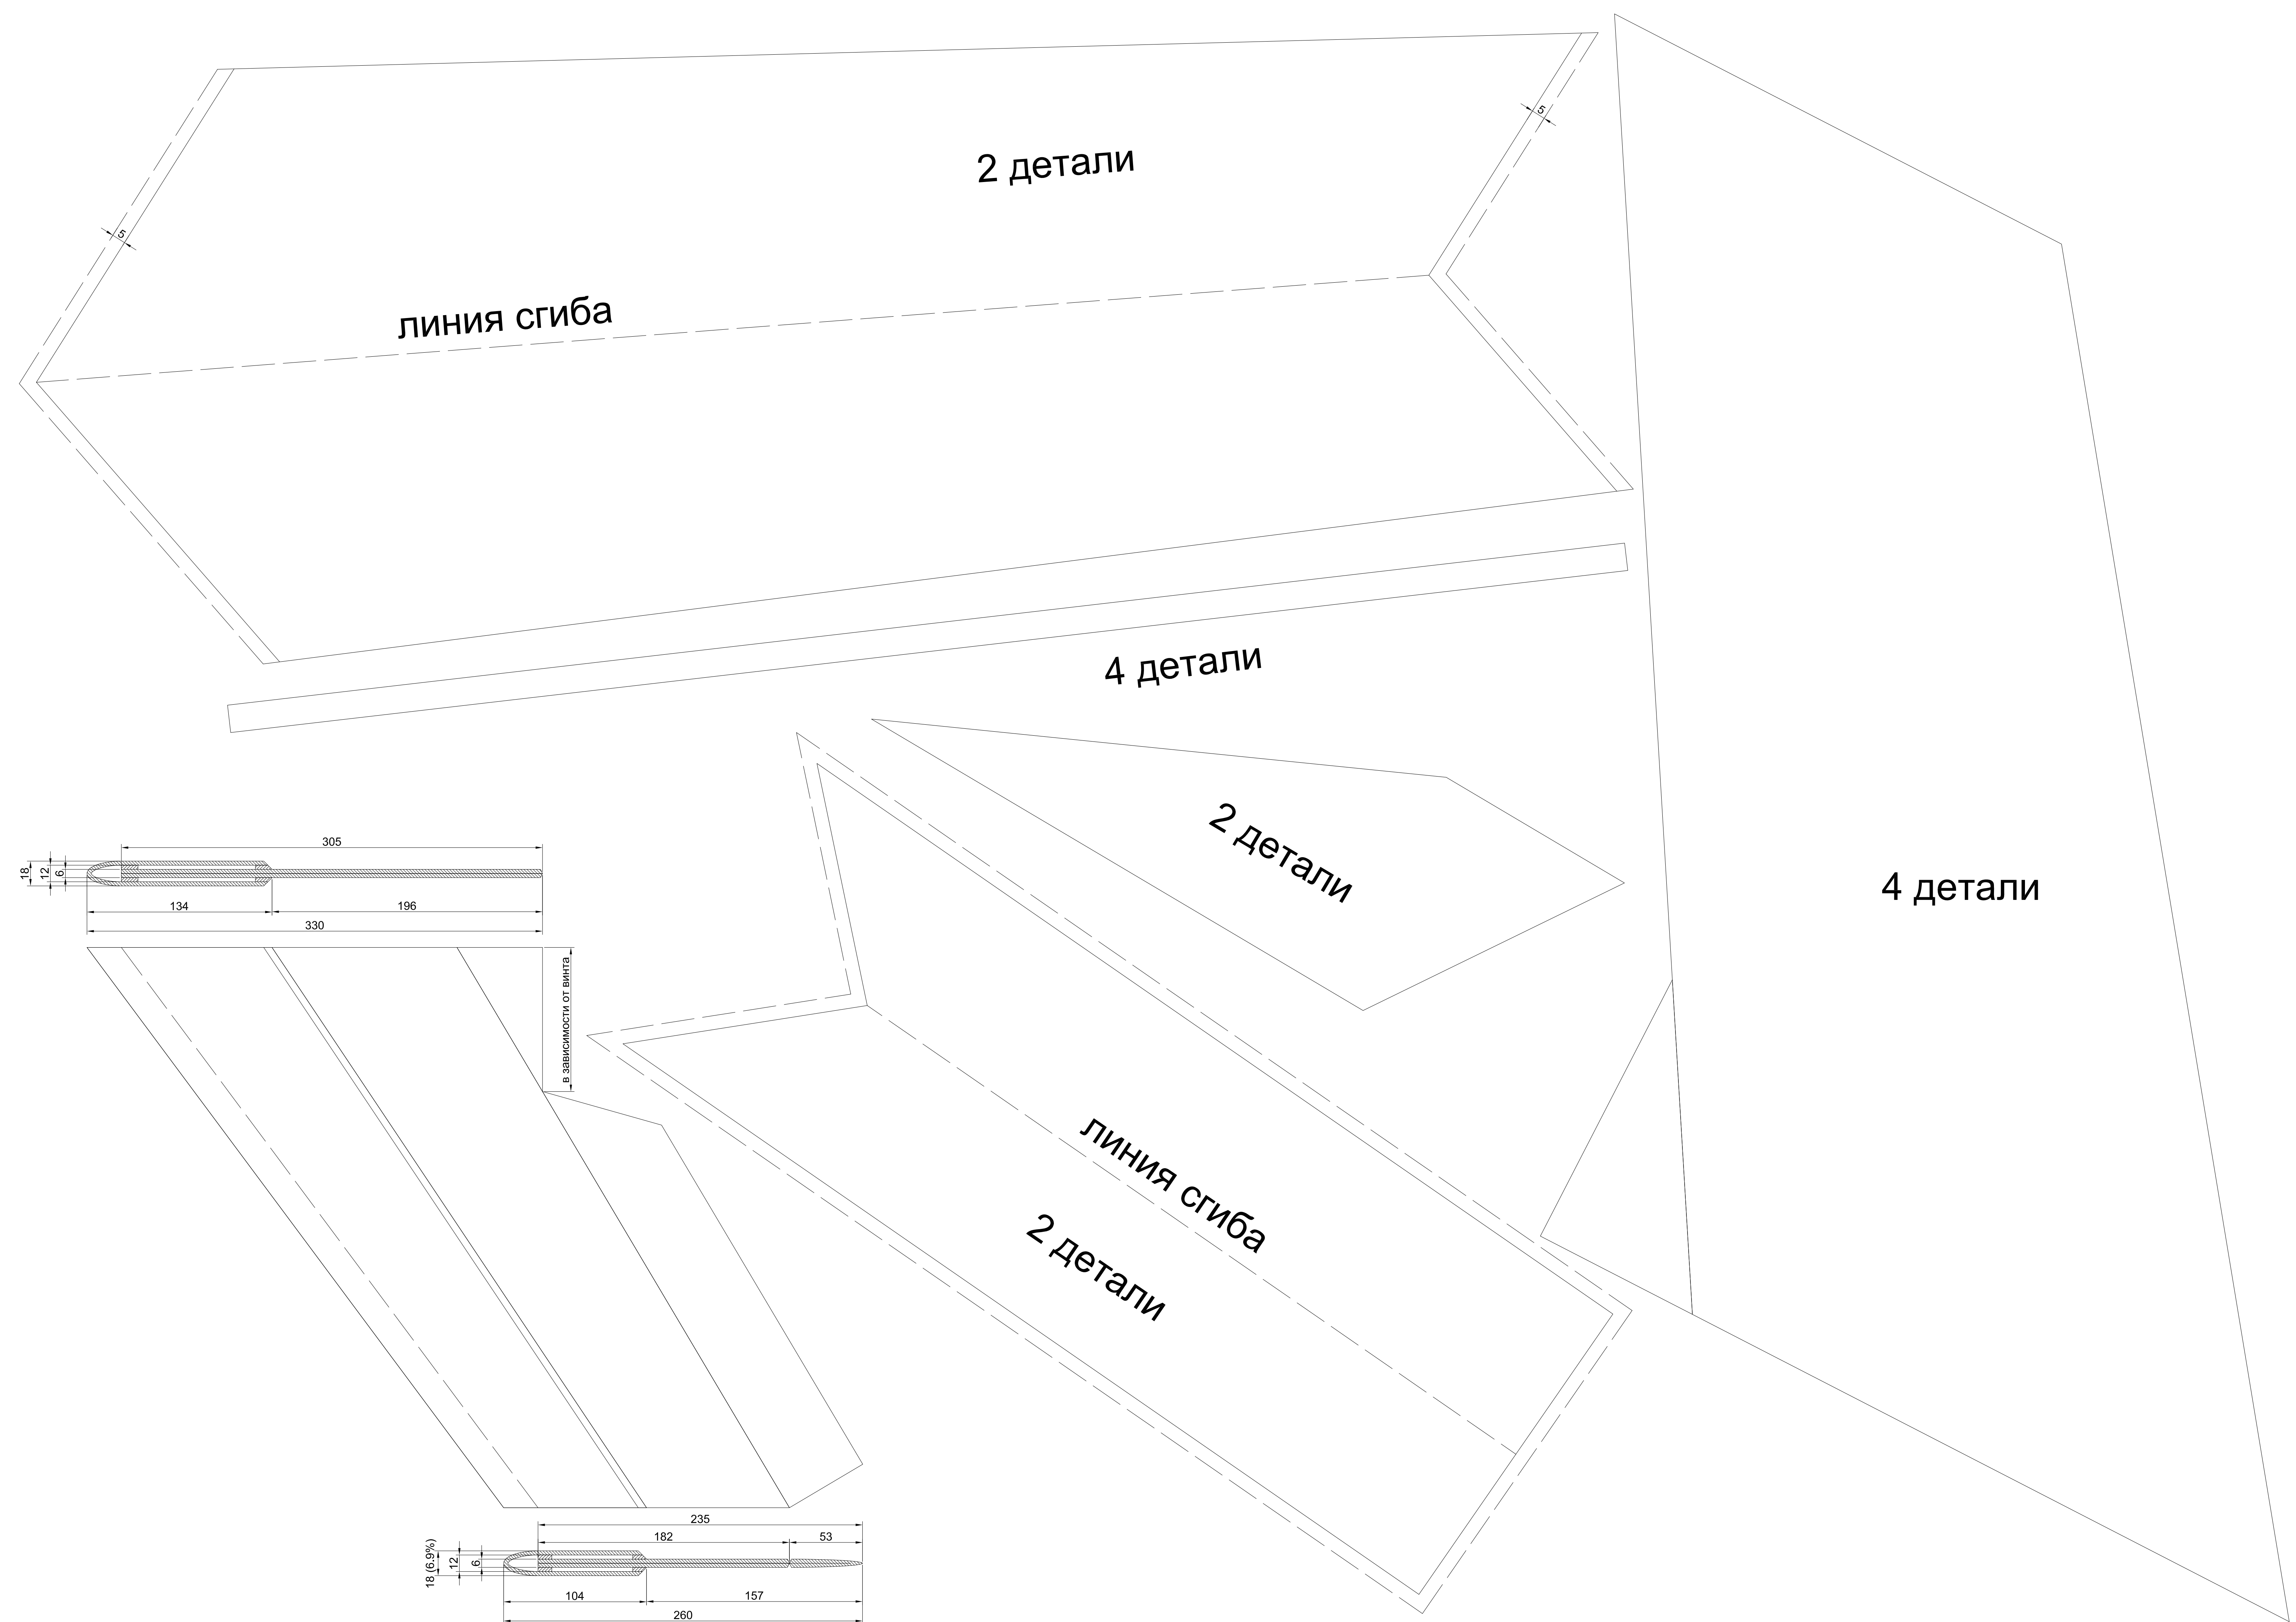 5
2 детали
5
линия сгиба
4 детали
2 детали
4 детали
305
18
12
6
134
196
330
в зависимости от винта
линия сгиба
2 детали
235
182
53
18 (6.9%)
12
6
104
157
260